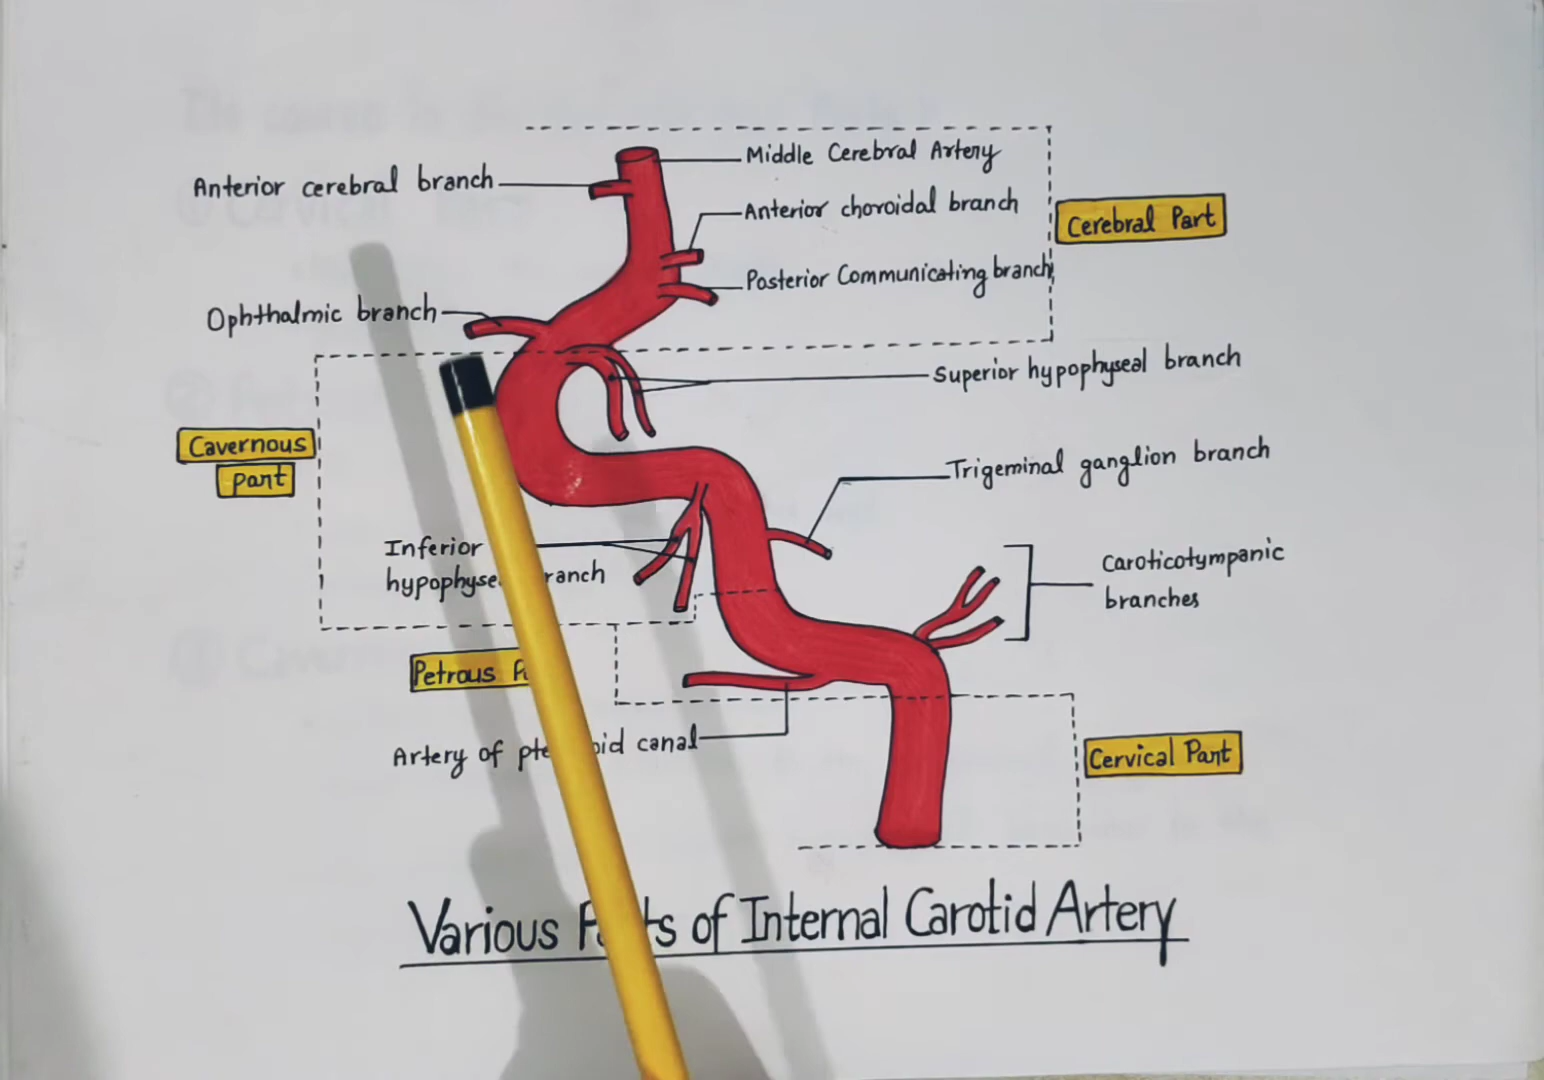 Middle Cerebral Artery
Anterior cerebral branch
Anterior choroidal branch
Cerebral Part
Posterior Communicating branch
Ophthalmic branch
Superior hypophyseal branch
Cavernous
part
Trigeminal ganglion branch
Inferior
branches
Caroticotympanic
Petrous
Artery of canal
Cervical Part
Various of Internal Carotid Artery